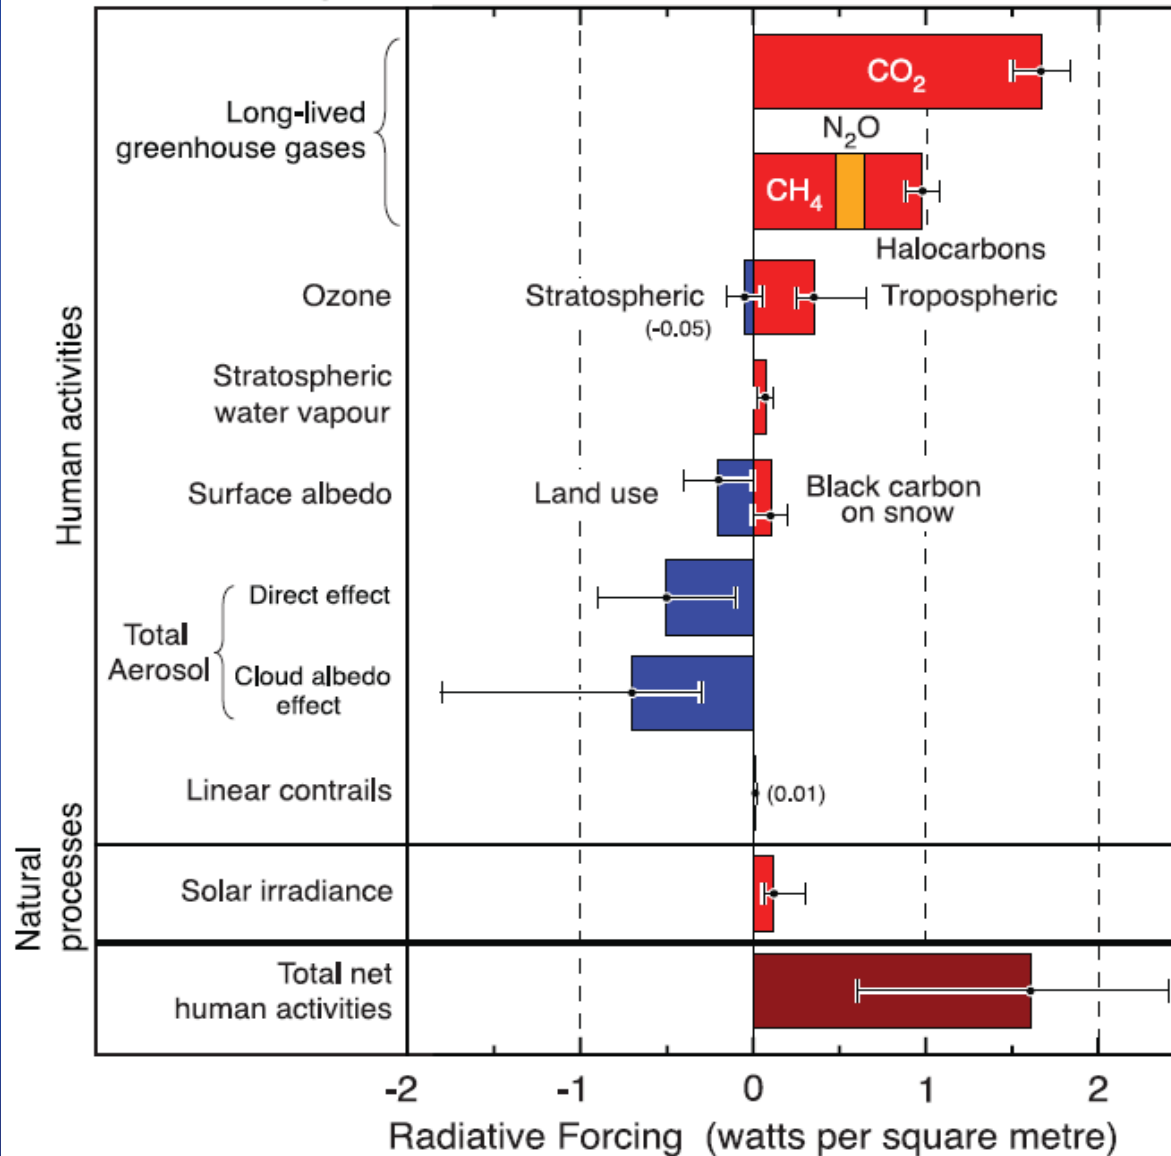 CO2
Long-lived
greenhouse gases
N2O
CH4
Halocarbons
Human activities
Ozone
Stratospheric
(-0.05)
Tropospheric
Stratospheric
water vapour
Surface albedo
Land use
Black carbon
on snow
Total
Aerosol
Direct effect
Cloud albedo
effect
Linear contrails
(0.01)
Natural
processes
Solar irradiance
Total net
human activities
-2 -1 0 1 2
Radiative Forcing (watts per square metre)